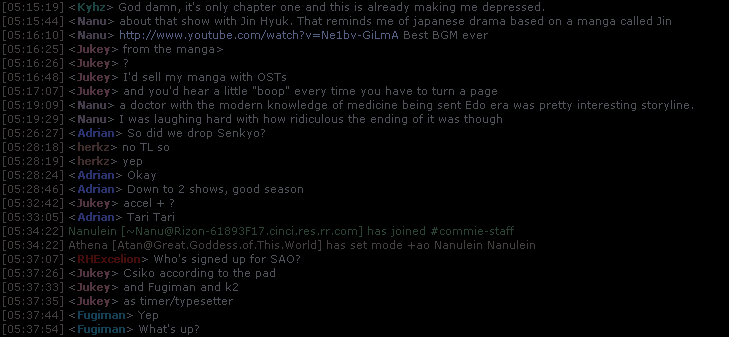 [05:15:19] <Kyhz> God damn, it's only chapter one and this is already making me depressed.
[05:15:44] <Nanu> about that show with Jin Hyuk. That reminds me of japanese drama based on a manga called Jin
[05:16:10] <Nanu> http://www.youtube.com/watch?v=Ne1bv-GiLmA Best BGM ever
[05:16:25] <Jukey> from the manga>
[05:16:26] <Jukey> ?
[05:16:48] <Jukey> I'd sell my manga with OSTs
[05:17:07] <Jukey> and you'd hear a little "boop" every time you have to turn a page
[05:19:09] <Nanu> a doctor with the modern knowledge of medicine being sent Edo era was pretty interesting storyline.
[05:19:29] <Nanu> I was laughing hard with how ridiculous the ending of it was though
[05:26:27] <Adrian> So did we drop Senkyo?
[05:28:18] <herkz> no TL so
[05:28:19] <herkz> yep
[05:28:24] <Adrian> Okay
[05:28:46] <Adrian> Down to 2 shows, good season
[05:32:42] <Jukey> accel + ?
[05:33:05] <Adrian> Tari Tari
[05:34:22] Nanulein [~Nanu@Rizon-61893F17.cinci.res.rr.com] has joined #commie-staff
[05:34:22] Athena [Atan@Great.Goddess.of.This.World] has set mode +ao Nanulein Nanulein
[05:37:07] <RHExcelion> Who's signed up for SAO?
[05:37:26] <Jukey> Csiko according to the pad
[05:37:33] <Jukey> and Fugiman and k2
[05:37:35] <Jukey> as timer/typesetter
[05:37:44] <Fugiman> Yep
[05:37:54] <Fugiman> What's up?